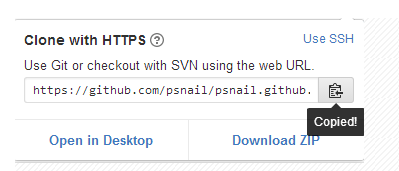 Clone with HTTPS ? Use SSH
Use Git or checkout with SVN using the web URL.
https://github.com/psnail/psnail.github.
Copied!
Open in Desktop Download ZIP